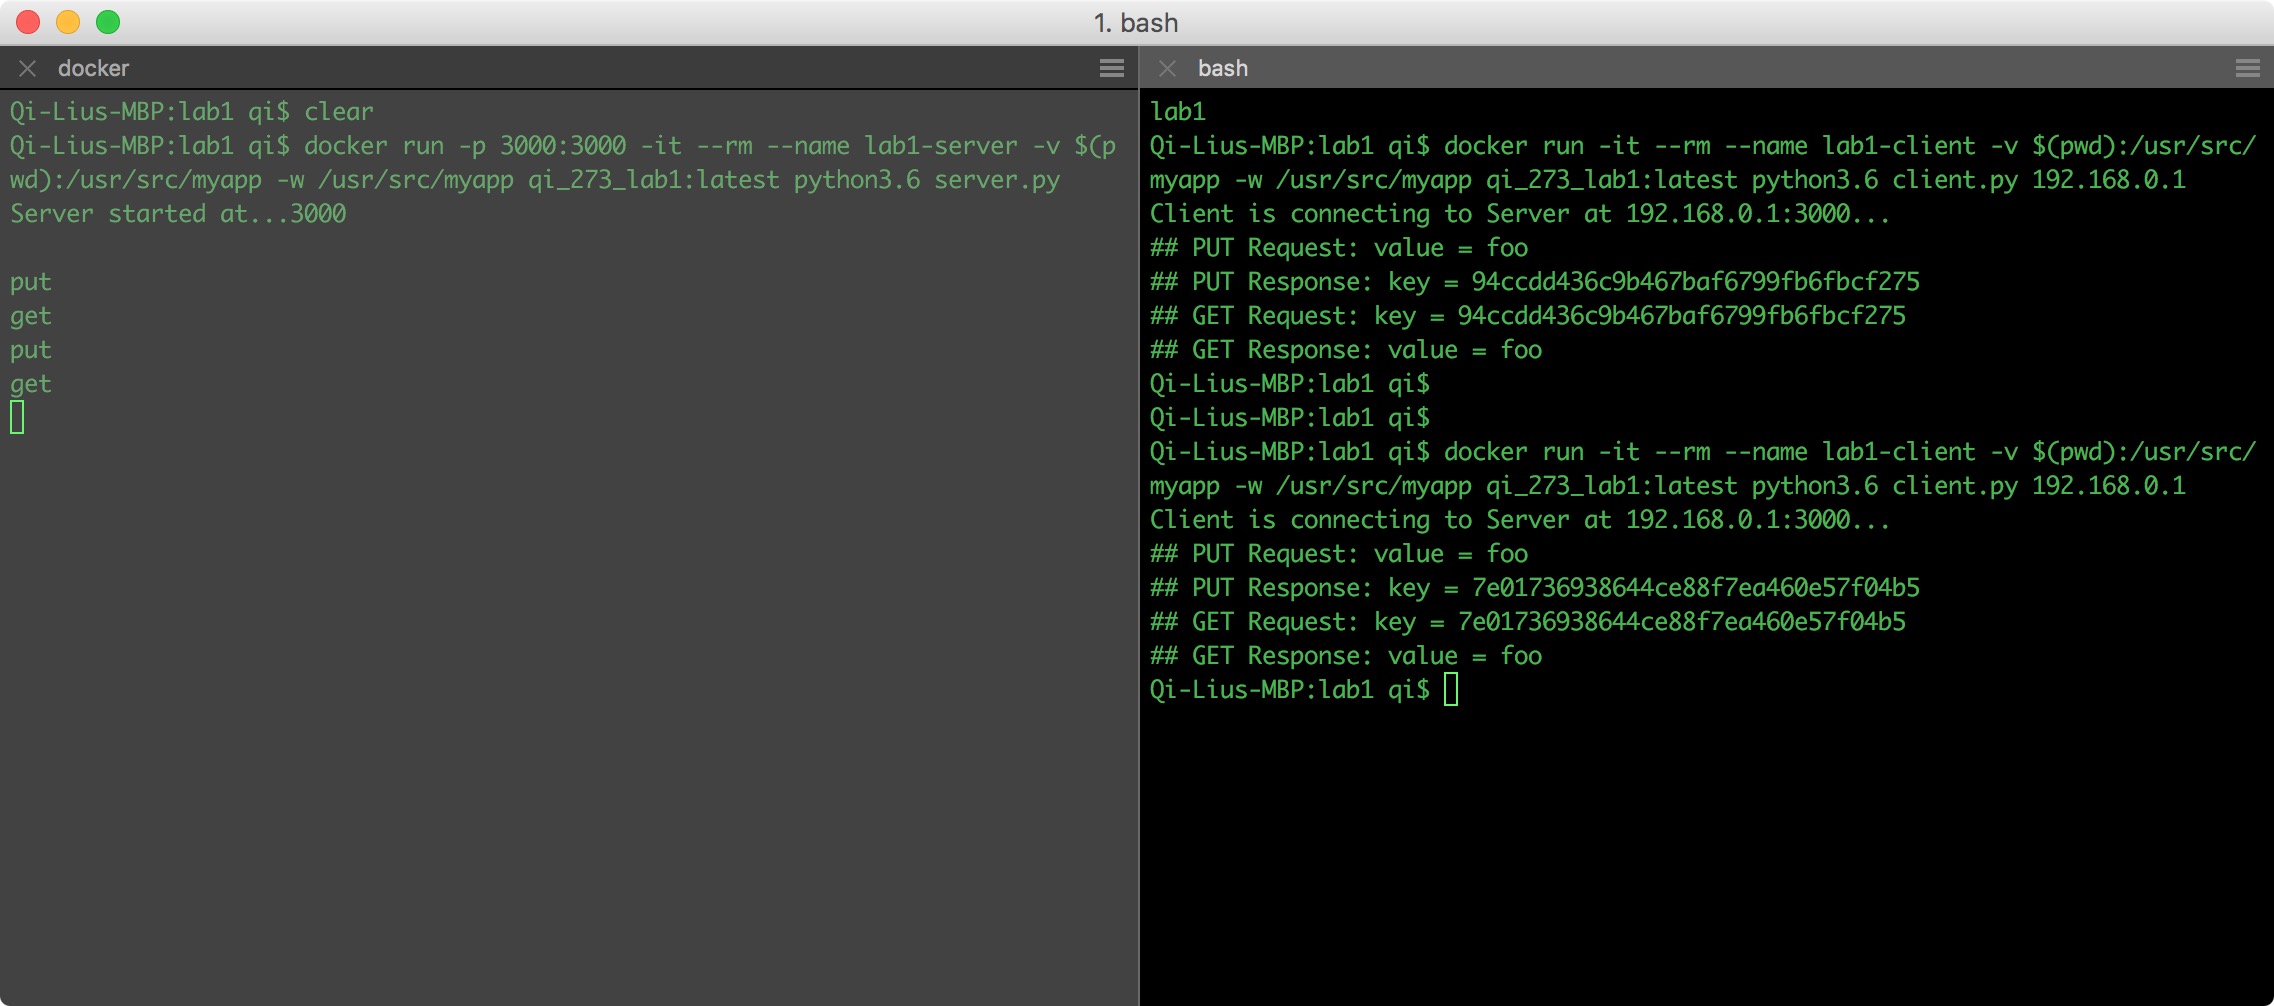 1. bash
docker
Qi-Lius-MBP:lab1 qi$ clear
Qi-Lius-MBP:lab1 qi$ docker run -p 3000:3000 -it --rm --name lab1-server -v $(p
wd):/usr/src/myapp -w /usr/src/myapp qi_273_lab1:latest python3.6 server.py
Server started at...3000
put
get
put
get
bash
lab1
Qi-Lius-MBP:lab1 qi$ docker run -it --rm --name lab1-client -v $(pwd):/usr/src/
myapp -w /usr/src/myapp qi_273_lab1:latest python3.6 client.py 192.168.0.1
Client is connecting to Server at 192.168.0.1:3000...
## PUT Request: value = foo
## PUT Response: key = 94ccdd436c9b467baf6799fb6fbcf275
## GET Request: key = 94ccdd436c9b467baf6799fb6fbcf275
## GET Response: value = foo
Qi-Lius-MBP:lab1 qi$
Qi-Lius-MBP:lab1 qi$
Qi-Lius-MBP:lab1 qi$ docker run -it --rm --name lab1-client -v $(pwd):/usr/src/
myapp -w /usr/src/myapp qi_273_lab1:latest python3.6 client.py 192.168.0.1
Client is connecting to Server at 192.168.0.1:3000...
## PUT Request: value = foo
## PUT Response: key = 7e01736938644ce88f7ea460e57f04b5
## GET Request: key = 7e01736938644ce88f7ea460e57f04b5
## GET Response: value = foo
Qi-Lius-MBP:lab1 qi$